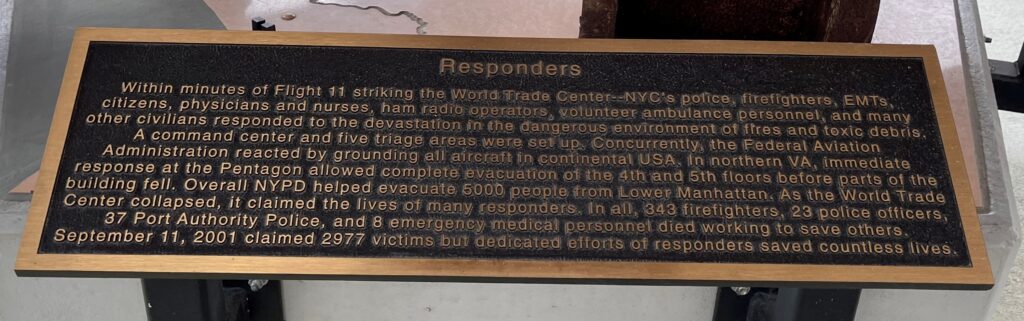 Responders
Within minutes of Flight 11 striking the World Trade Center--NYC's police, firefighters, EMTs,
citizens, physicians and nurses, ham radio operators, volunteer ambulance personnel, and many
other civilians responded to the devastation in the dangerous environment of fires and toxic debris.
A command center and five triage areas were set up. Concurrently, the Federal Aviation
Administration reacted by grounding all aircraft in continental USA. In northern VA, immediate
response at the Pentagon allowed complete evacuation of the 4th and 5th floors before parts of the
building fell. Overall NYPD helped evacuate 5000 people from Lower Manhattan. As the World Trade
Center collapsed, it claimed the lives of many responders. In all, 343 firefighters, 23 police officers,
37 Port Authority Police, and 8 emergency medical personnel died working to save others.
September 11, 2001 claimed 2977 victims but dedicated efforts of responders saved countless lives.